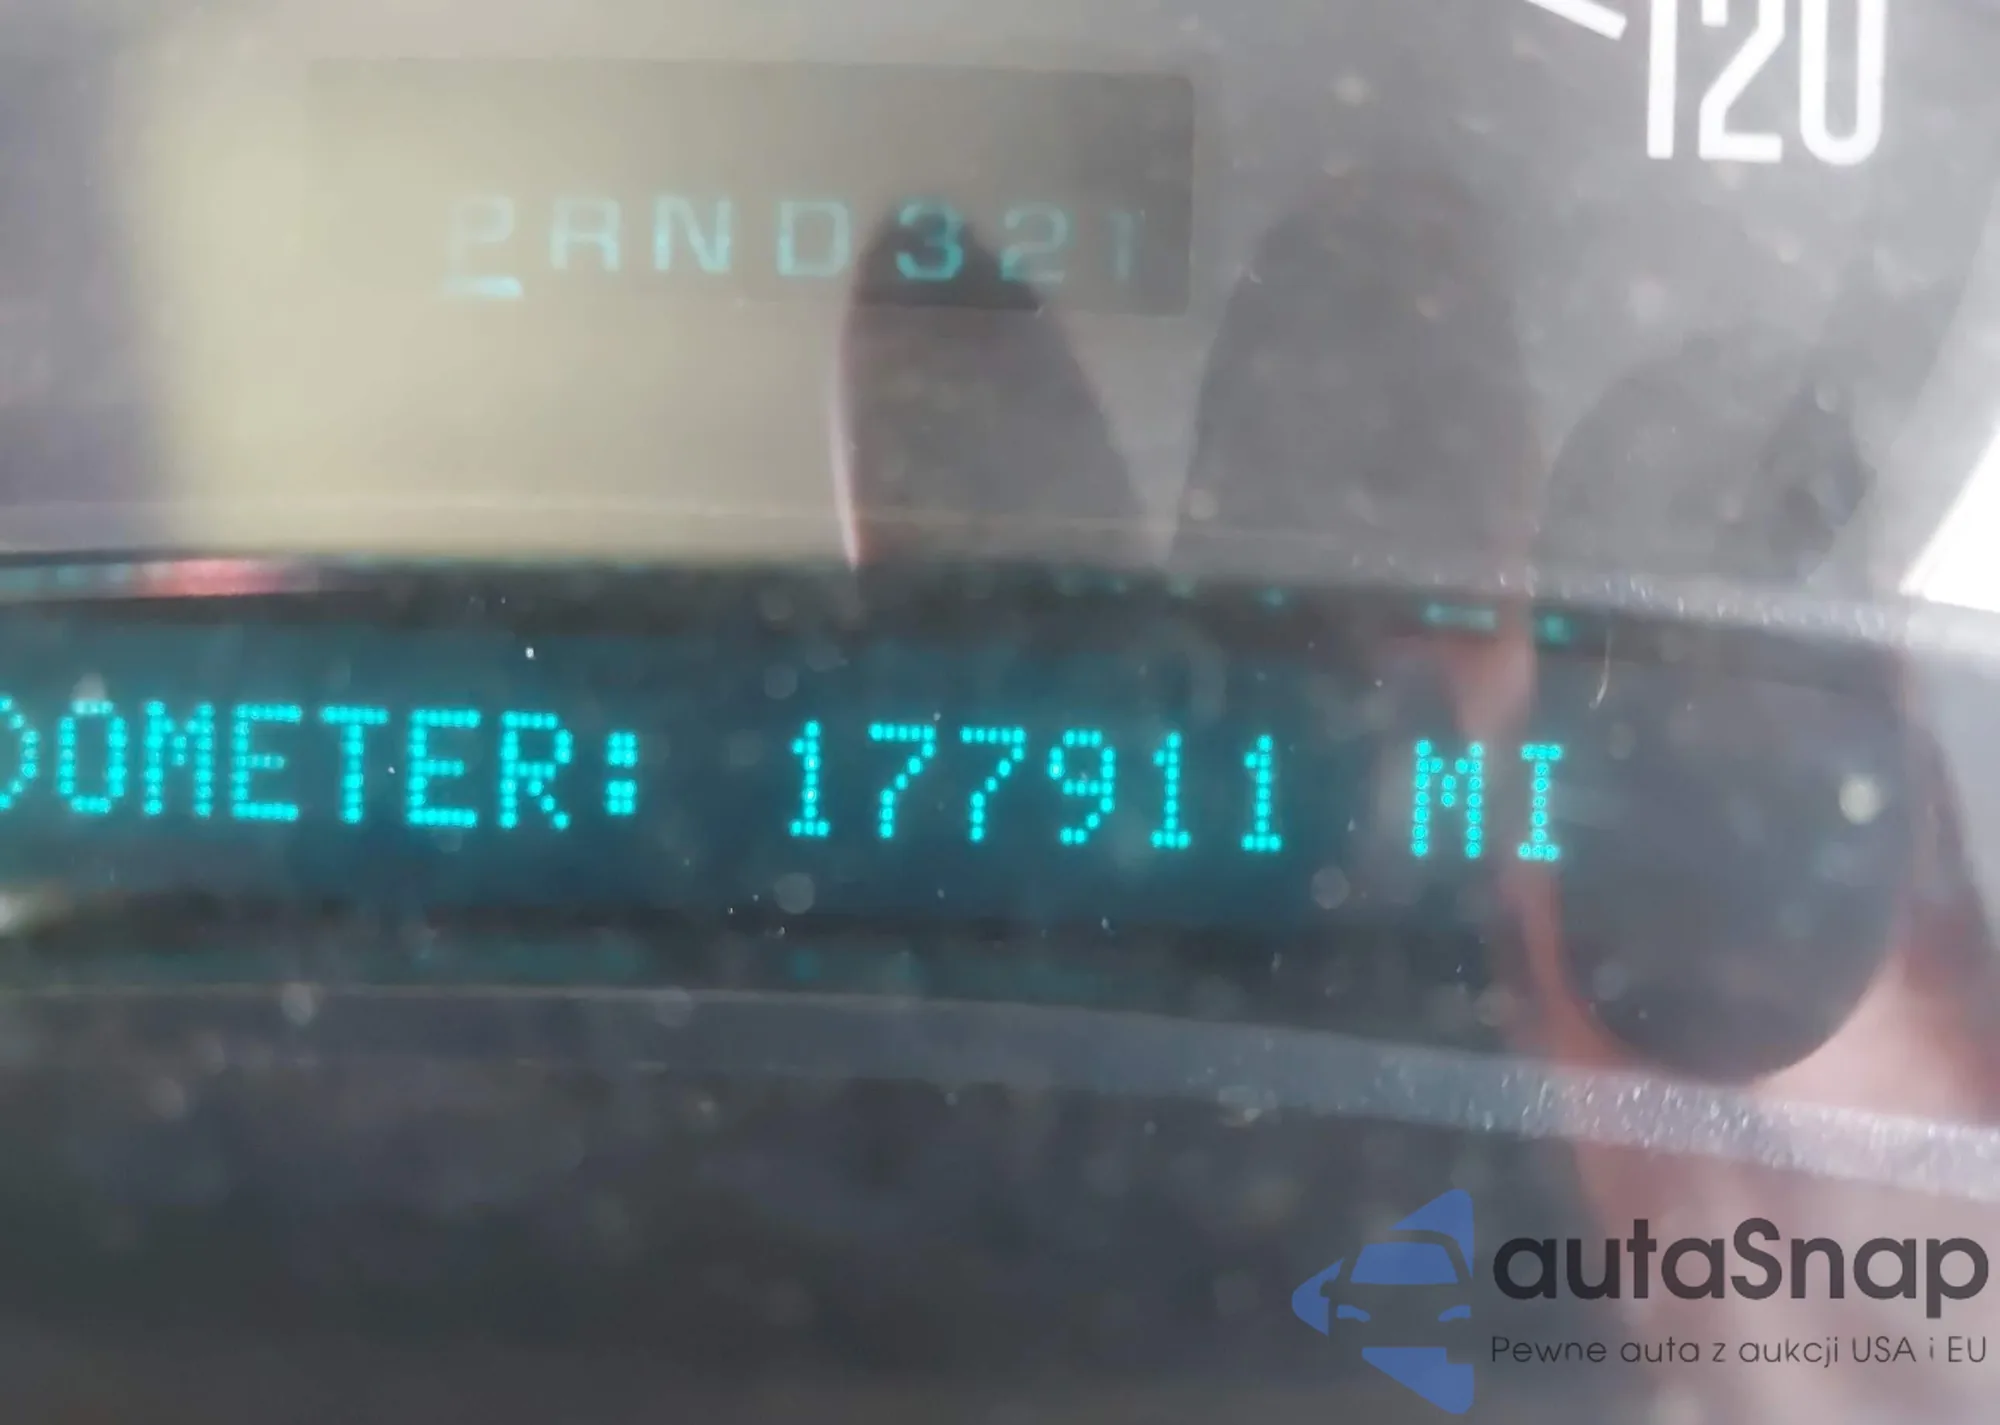 120
PRND321
DOMETER: 177911 MI
autaSnap
Pewne auta z aukcji USA i EU